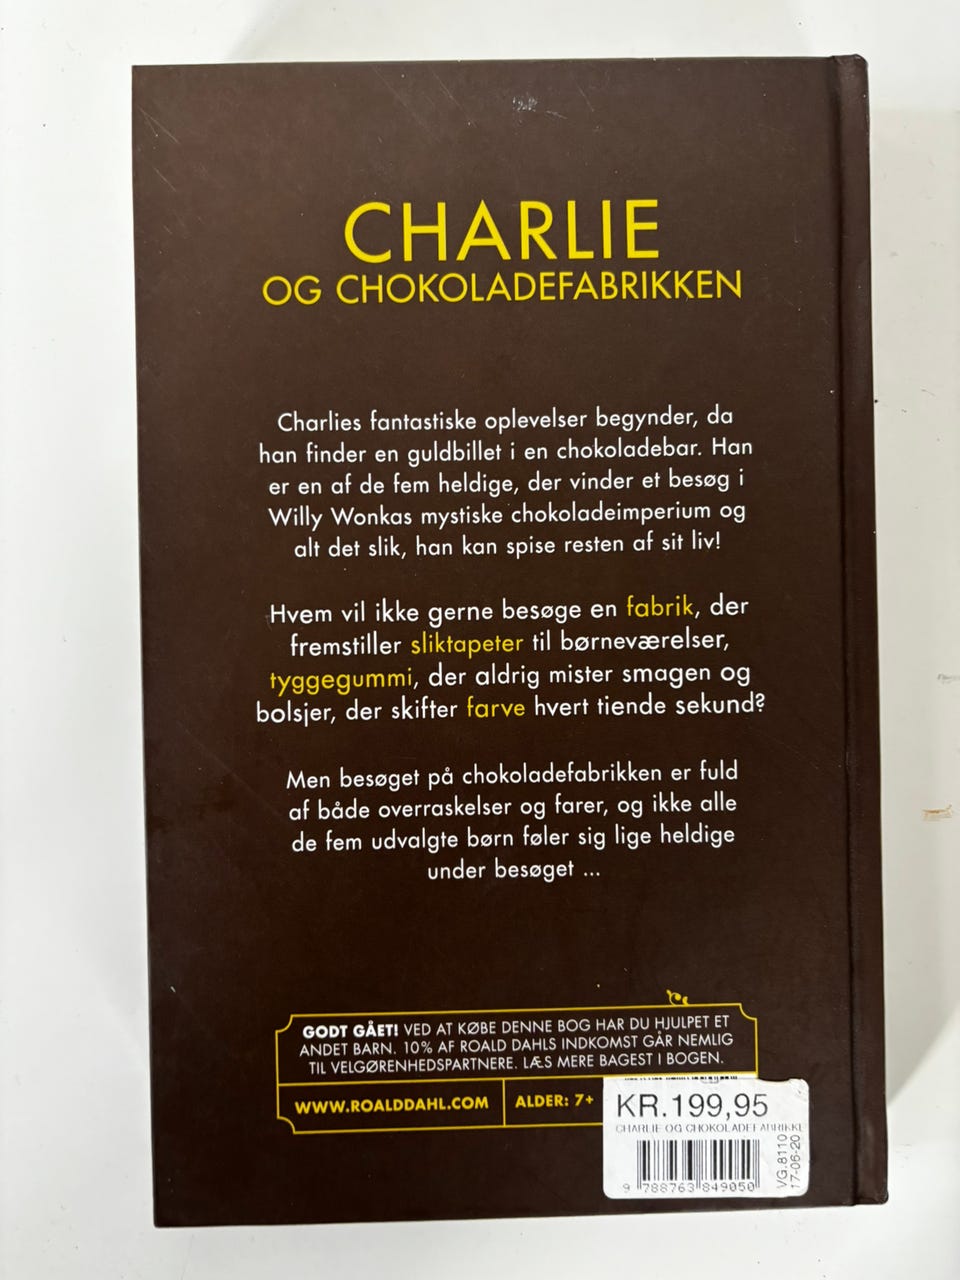 CHARLIE
OG CHOKOLADEFABRIKKEN
Charlies fantastiske oplevelser begynder, da
han finder en guldbillet i en chokoladebar. Han
er en af de fem heldige, der vinder et besøg i
Willy Wonkas mystiske chokoladeimperium og
alt det slik, han kan spise resten af sit liv!
Hvem vil ikke gerne besøge en fabrik, der
fremstiller sliktapeter til børneværelser,
tyggegummi, der aldrig mister smagen og
bolsjer, der skifter farve hvert tiende sekund?
Men besøget på chokoladefabrikken er fuld
af både overraskelser og farer, og ikke alle
de fem udvalgte børn føler sig lige heldige
under besøget ...
GODT GÅET! VED AT KØBE DENNE BOG HAR DU HJULPET ET
ANDET BARN. 10% AF ROALD DAHLS INDKOMST GÅR NEMLIG
TIL VELGØRENHEDSPARTNERE. LÆS MERE BAGEST I BOGEN.
WWW.ROALDDAHL.COM
ALDER: 7+
KR.199,95
CHARLIE OG CHOKOLADEFABRIKKE
9 788763 849050
VG.8110
17-06-20